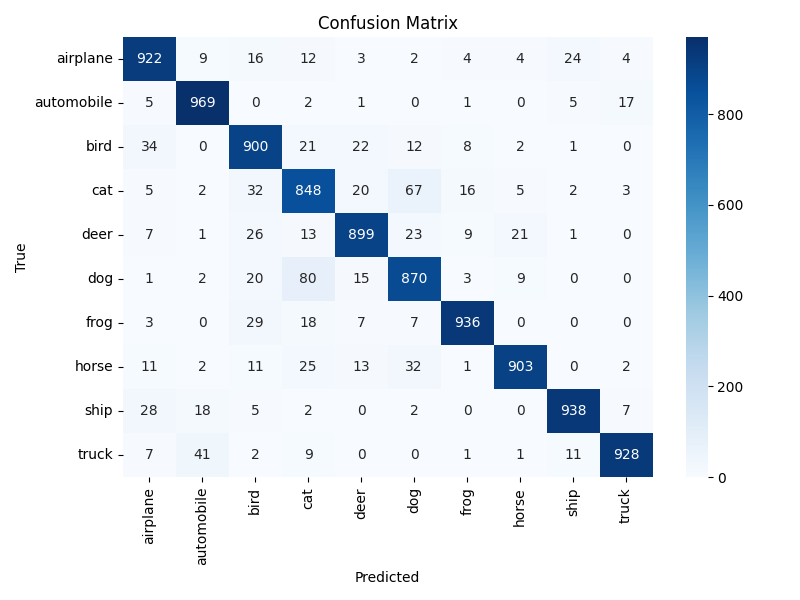 Confusion Matrix
airplane 922 9 16 12 3 2 4 4 24 4
automobile 5 969 0 2 1 0 1 0 5 17
bird 34 0 900 21 22 12 8 2 1 0
cat 5 2 32 848 20 67 16 5 2 3
deer 7 1 26 13 899 23 9 21 1 0
dog 1 2 20 80 15 870 3 9 0 0
frog 3 0 29 18 7 7 936 0 0 0
horse 11 2 11 25 13 32 1 903 0 2
ship 28 18 5 2 0 2 0 0 938 7
truck 7 41 2 9 0 0 1 1 11 928
airplane automobile bird cat deer dog frog horse ship truck
Predicted
True
800
600
400
200
0